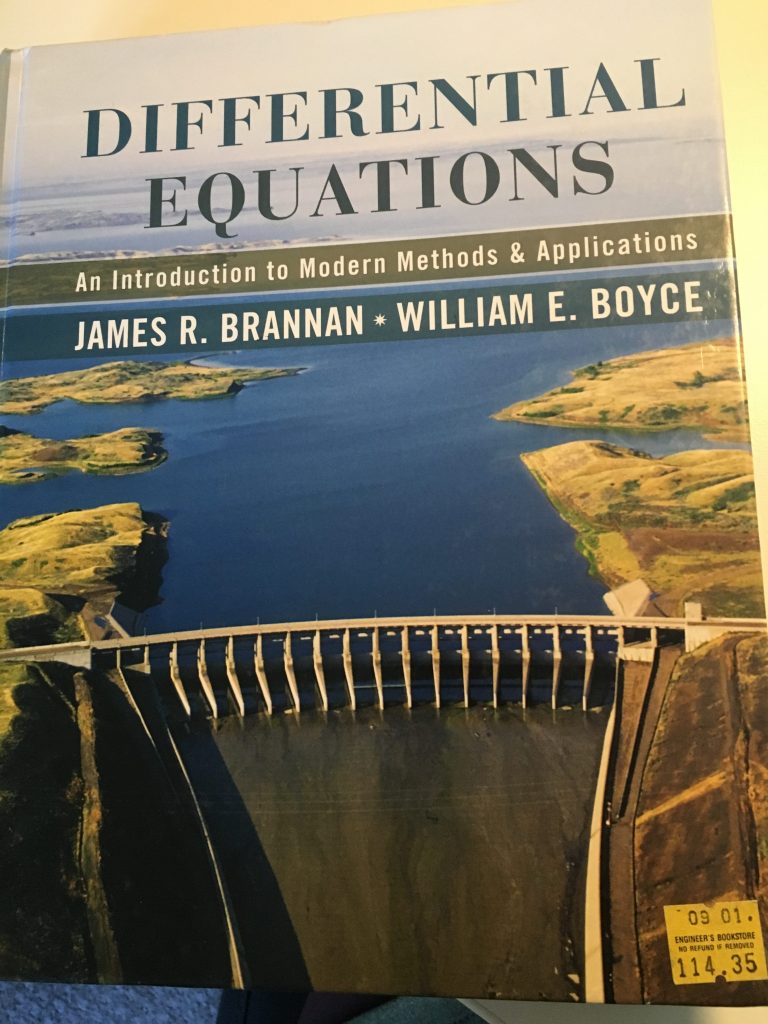 DIFFERENTIAL
EQUATIONS
An Introduction to Modern Methods & Applications
JAMES R. BRANNAN * WILLIAM E. BOYCE
09 01.
ENGINEER'S BOOKSTORE
NO REFUND IF REMOVED
114.35